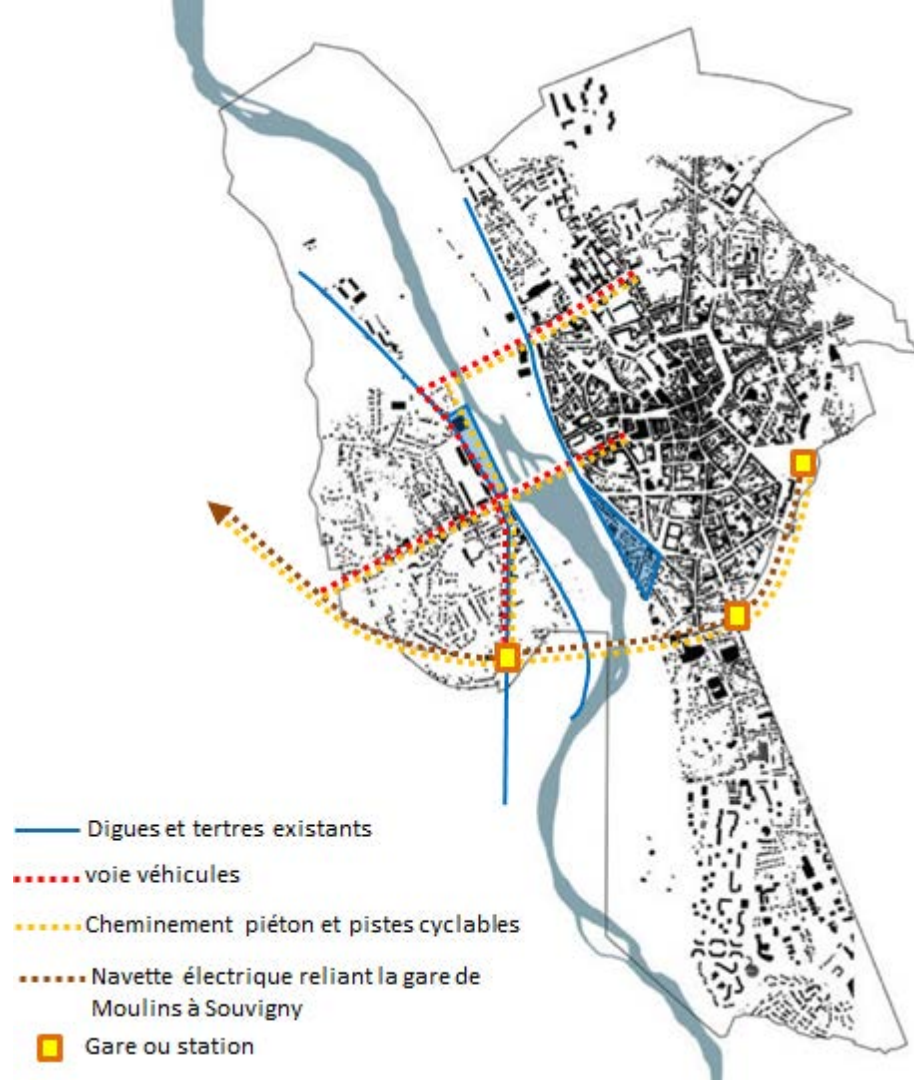 Digues et tertres existants
voie véhicules
Cheminement piéton et pistes cyclables
Navette électrique reliant la gare de
Moulins à Souvigny
Gare ou station